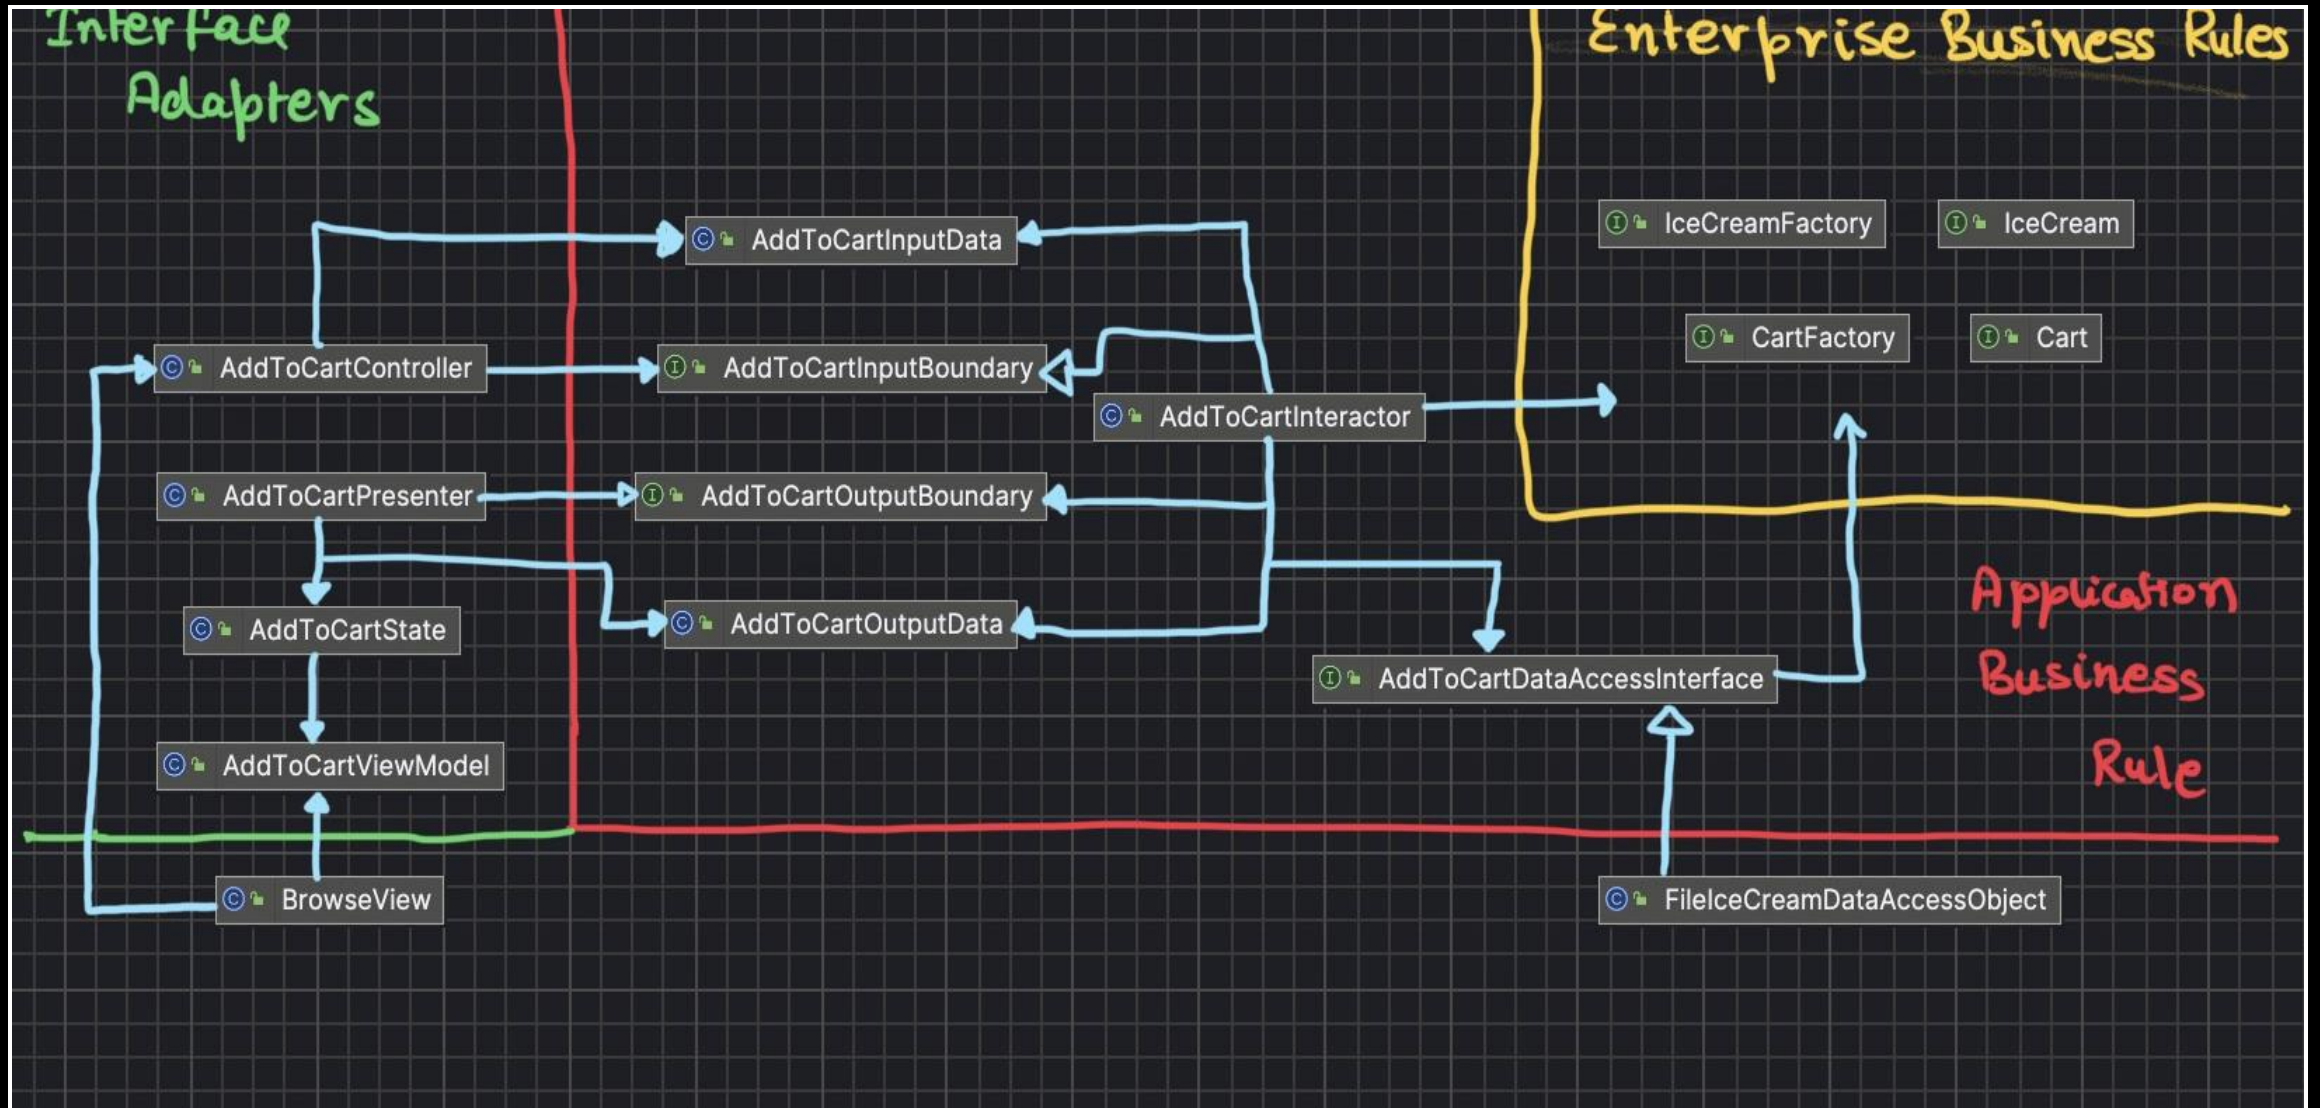 Interface
Adapters
Enterprise Business Rules
AddToCartInputData
IceCreamFactory
IceCream
CartFactory
Cart
AddToCartController
AddToCartInputBoundary
AddToCartInteractor
AddToCartPresenter
AddToCartOutputBoundary
AddToCartState
AddToCartOutputData
Application
Business
Rule
AddToCartDataAccessInterface
AddToCartViewModel
BrowseView
FileIceCreamDataAccessObject